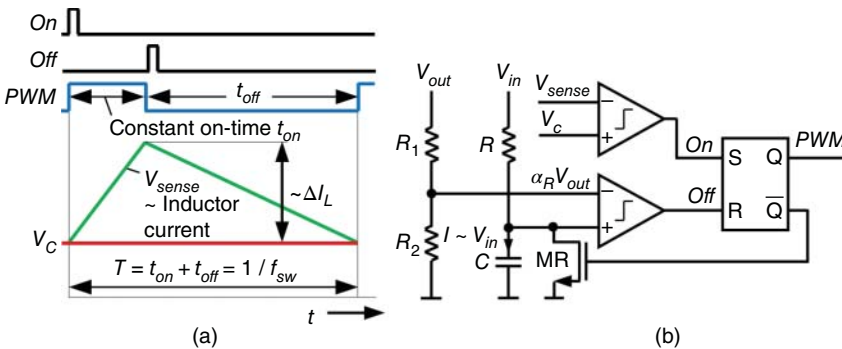 On
Off
PWM
t_off
Constant on-time t_on
V_sense
~ Inductor
current
~ΔI_L
V_C
T = t_on + t_off = 1 / f_sw
t
(a)
V_out
V_in
V_sense
V_c
R_1
R
On
S
Q
PWM
α_R V_out
Off
R
Q̅
R_2
I ~ V_in
C
MR
−
+
−
+
(b)